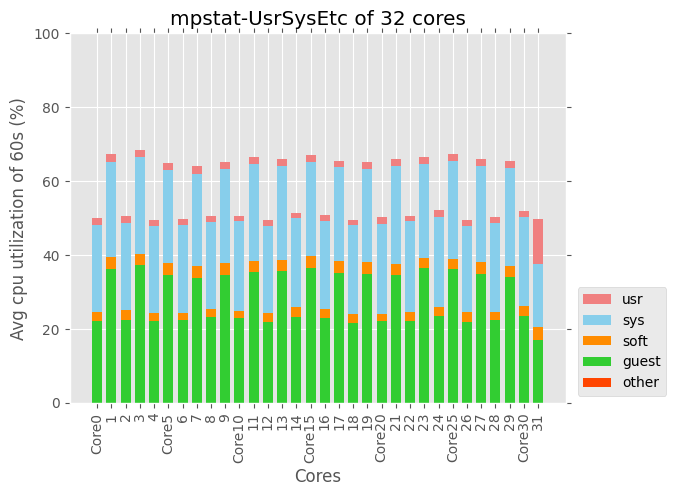 mpstat-UsrSysEtc of 32 cores
Avg cpu utilization of 60s (%)
100
80
60
40
20
0
Core0
1
2
3
4
Core5
6
7
8
9
Core10
11
12
13
14
Core15
16
17
18
19
Core20
21
22
23
24
Core25
26
27
28
29
Core30
31
Cores
usr
sys
soft
guest
other